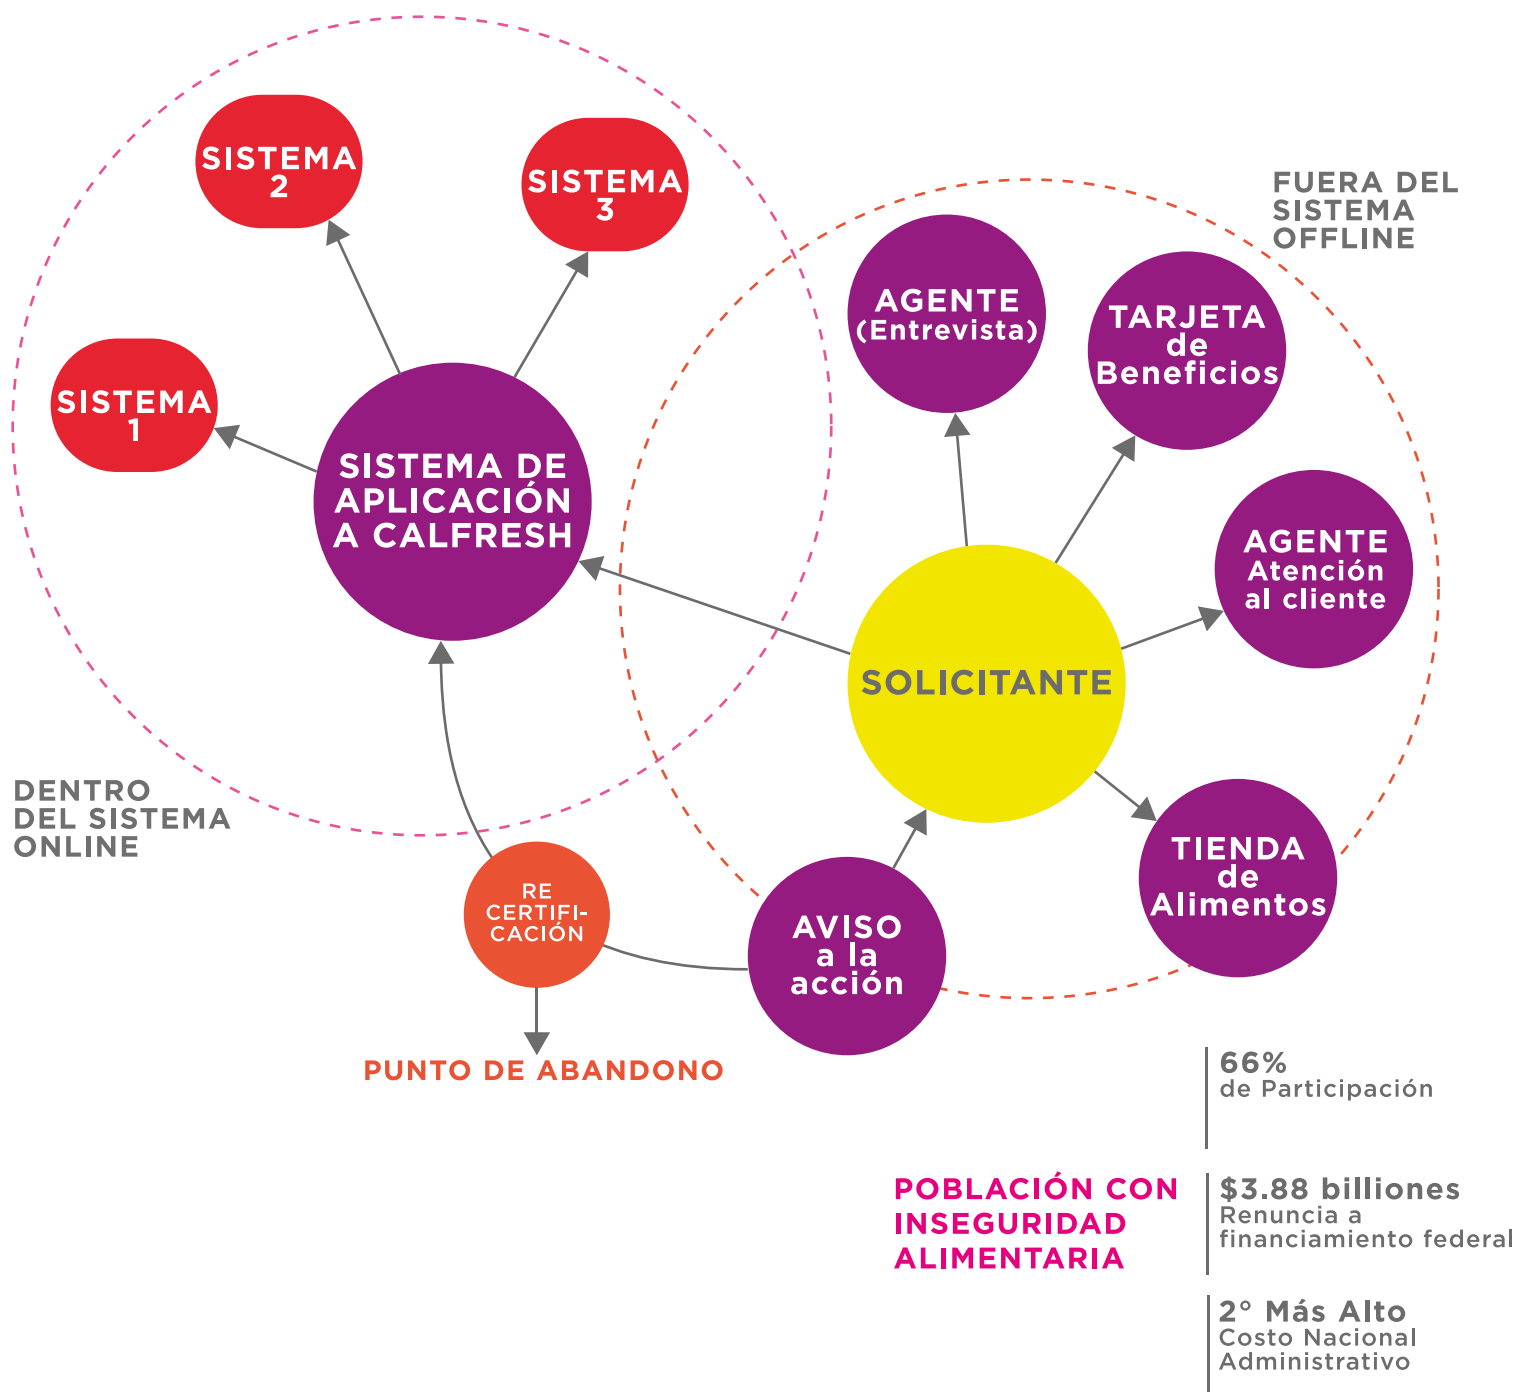 SISTEMA
2
SISTEMA
3
SISTEMA
1
SISTEMA DE
APLICACIÓN
A CALFRESH
DENTRO
DEL SISTEMA
ONLINE
FUERA DEL
SISTEMA
OFFLINE
AGENTE
(Entrevista)
TARJETA
de
Beneficios
AGENTE
Atención
al cliente
SOLICITANTE
TIENDA
de
Alimentos
AVISO
a la
acción
RE
CERTIFI-
CACIÓN
PUNTO DE ABANDONO
66%
de Participación
POBLACIÓN CON
INSEGURIDAD
ALIMENTARIA
$3.88 billiones
Renuncia a
financiamiento federal
2° Más Alto
Costo Nacional
Administrativo